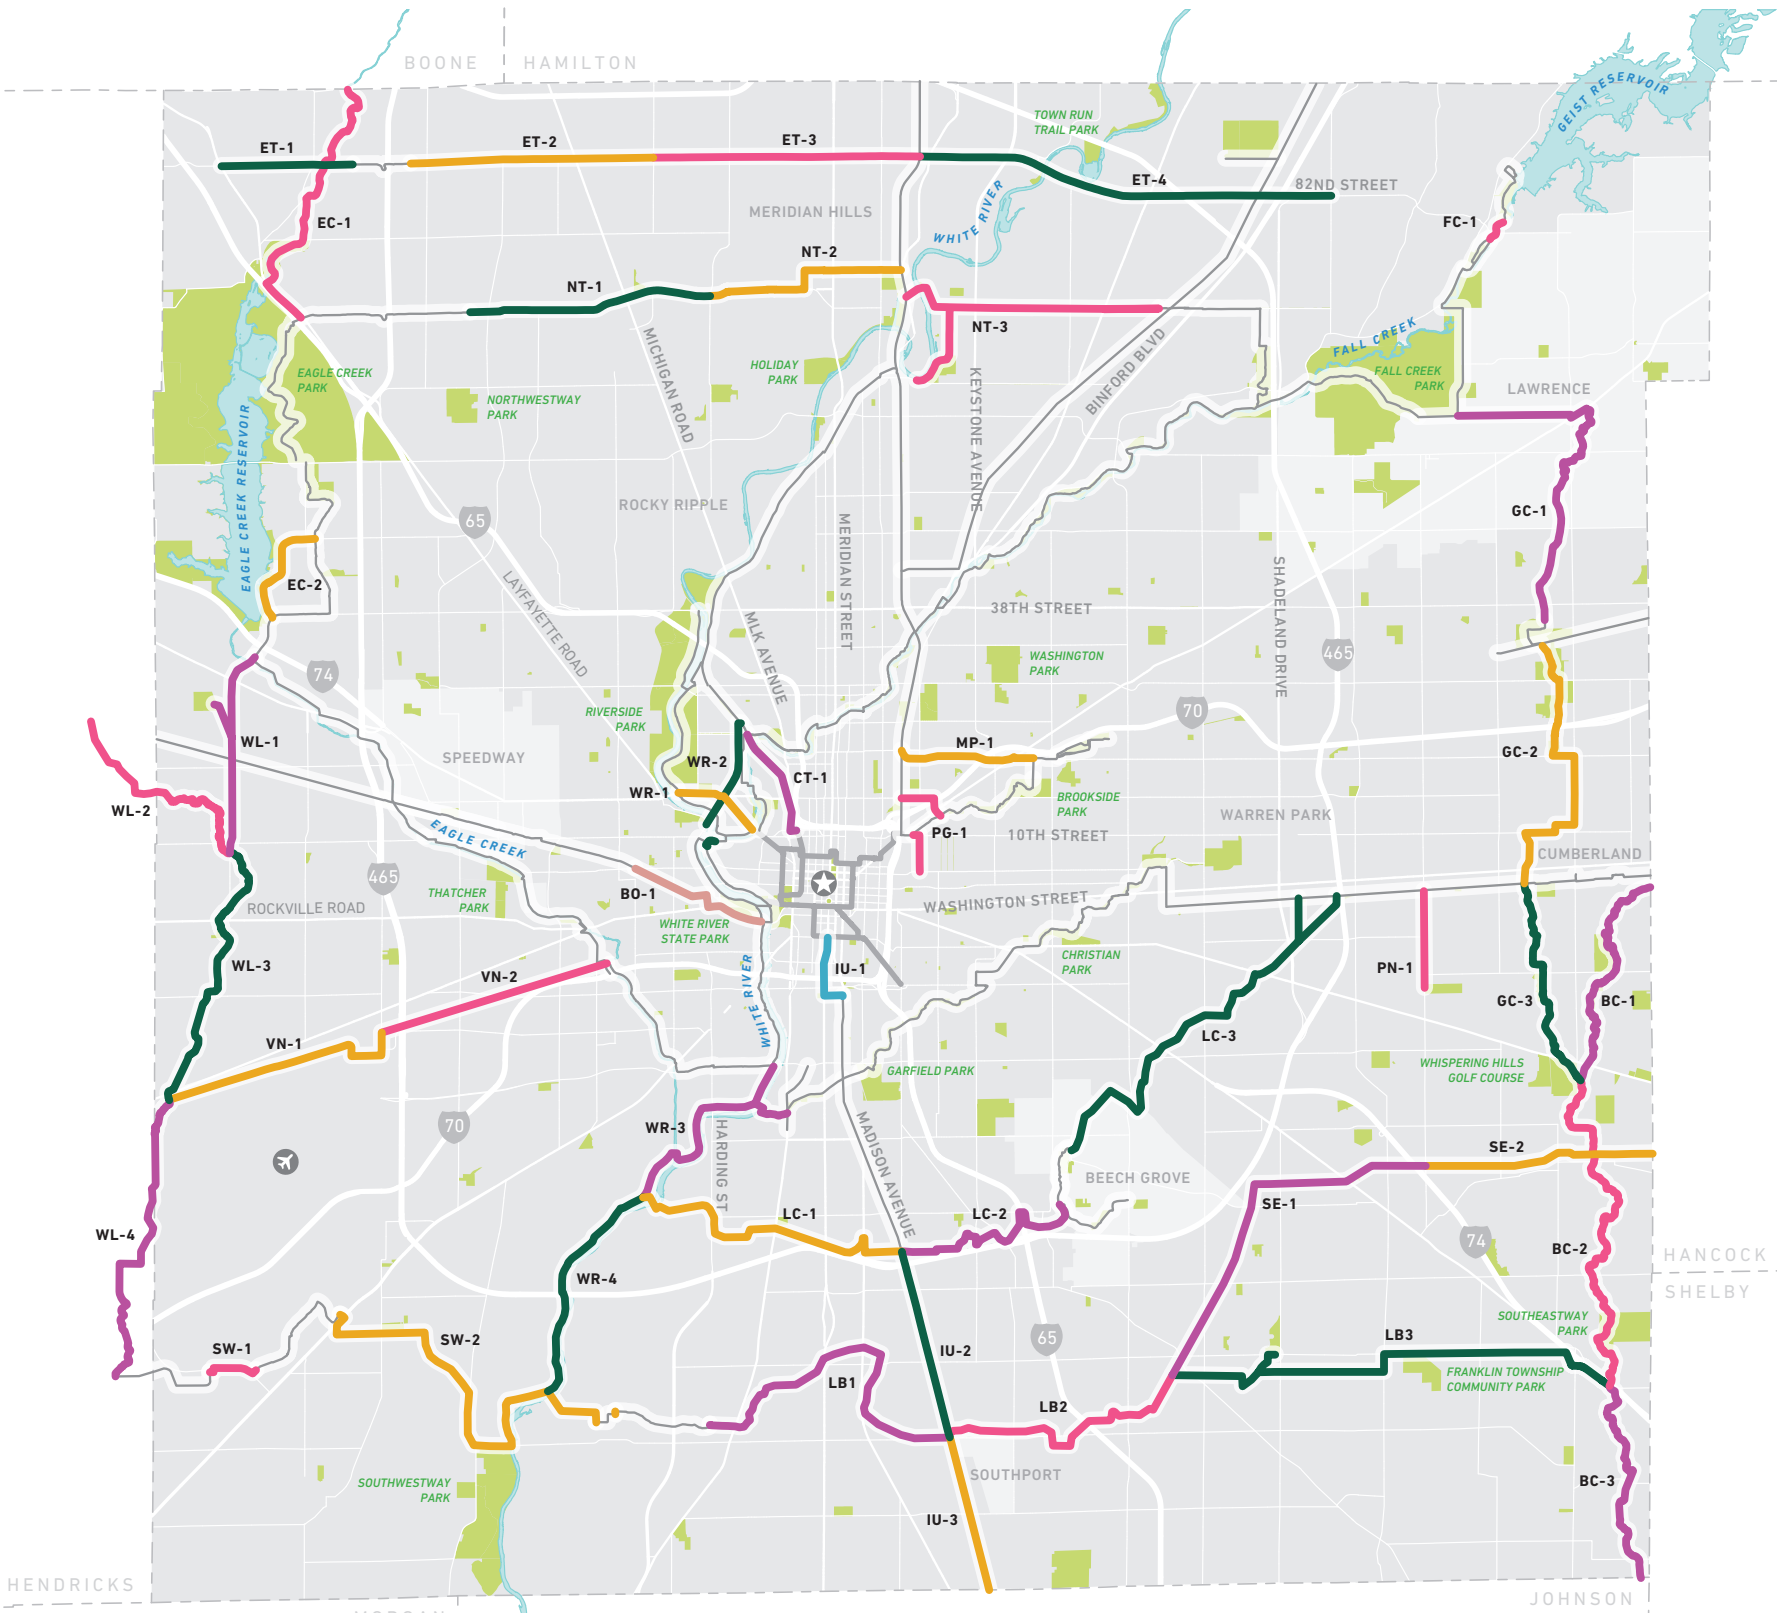 BOONE
HAMILTON
GEIST RESERVOIR
TOWN RUN
TRAIL PARK
ET-1
ET-2
ET-3
ET-4
82ND STREET
MERIDIAN HILLS
WHITE RIVER
EC-1
FC-1
NT-2
NT-1
NT-3
MICHIGAN ROAD
BINFORD BLVD
FALL CREEK
FALL CREEK
PARK
EAGLE CREEK
PARK
HOLIDAY
PARK
NORTHWESTWAY
PARK
KEYSTONE AVENUE
LAWRENCE
EAGLE CREEK RESERVOIR
ROCKY RIPPLE
65
MERIDIAN STREET
GC-1
EC-2
LAYFAYETTE ROAD
MLK AVENUE
38TH STREET
SHADELAND DRIVE
465
74
WASHINGTON
PARK
RIVERSIDE
PARK
70
WL-1
SPEEDWAY
WR-2
MP-1
GC-2
WL-2
WR-1
CT-1
BROOKSIDE
PARK
WARREN PARK
EAGLE CREEK
PG-1
10TH STREET
CUMBERLAND
465
THATCHER
PARK
BO-1
ROCKVILLE ROAD
WHITE RIVER
STATE PARK
WASHINGTON STREET
WL-3
VN-2
WHITE RIVER
IU-1
CHRISTIAN
PARK
PN-1
GC-3
BC-1
VN-1
LC-3
GARFIELD PARK
WHISPERING HILLS
GOLF COURSE
70
WR-3
HARDING ST
MADISON AVENUE
SE-2
BEECH GROVE
WL-4
LC-1
LC-2
SE-1
74
BC-2
HANCOCK
SHELBY
WR-4
SOUTHEASTWAY
PARK
SW-1
SW-2
65
IU-2
LB3
LB1
FRANKLIN TOWNSHIP
COMMUNITY PARK
LB2
SOUTHPORT
BC-3
SOUTHWESTWAY
PARK
IU-3
HENDRICKS
JOHNSON
MORGAN